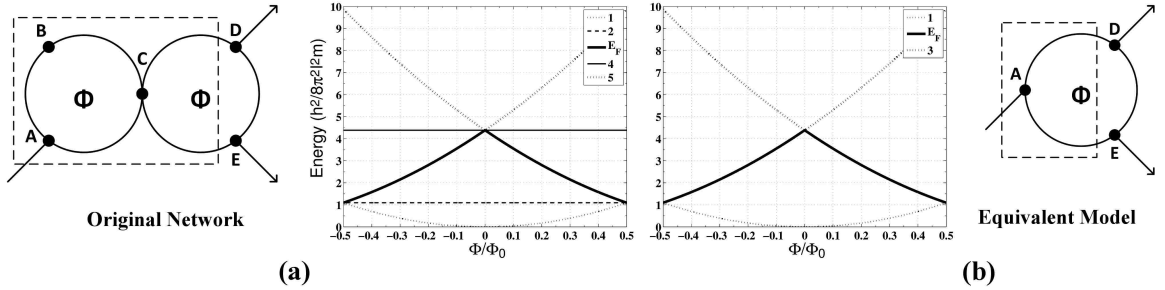 B
C
D
Φ
Φ
A
E
Original Network
(a)
Energy (h²/8π²l²2m)
10
9
8
7
6
5
4
3
2
1
0
−0.5 −0.4 −0.3 −0.2 −0.1 0 0.1 0.2 0.3 0.4 0.5
Φ/Φ₀
1
2
E_F
4
5
10
9
8
7
6
5
4
3
2
1
0
−0.5 −0.4 −0.3 −0.2 −0.1 0 0.1 0.2 0.3 0.4 0.5
Φ/Φ₀
1
E_F
3
D
A
Φ
E
Equivalent Model
(b)